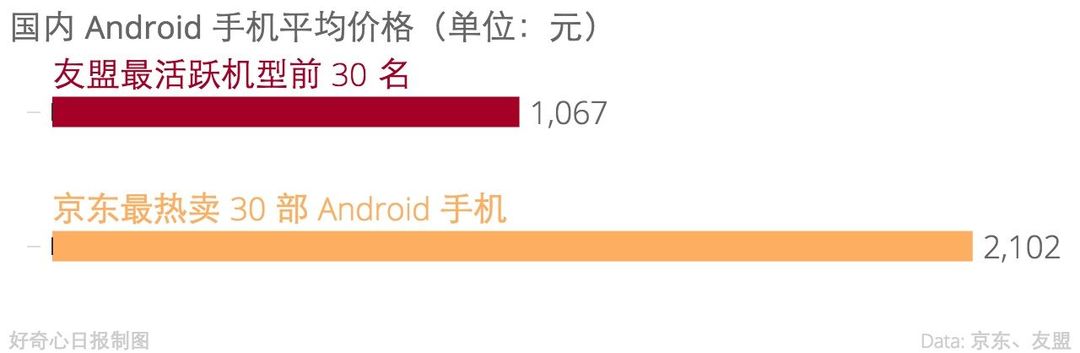 国内 Android 手机平均价格（单位：元）
友盟最活跃机型前 30 名
1,067
京东最热卖 30 部 Android 手机
2,102
好奇心日报制图
Data: 京东、友盟